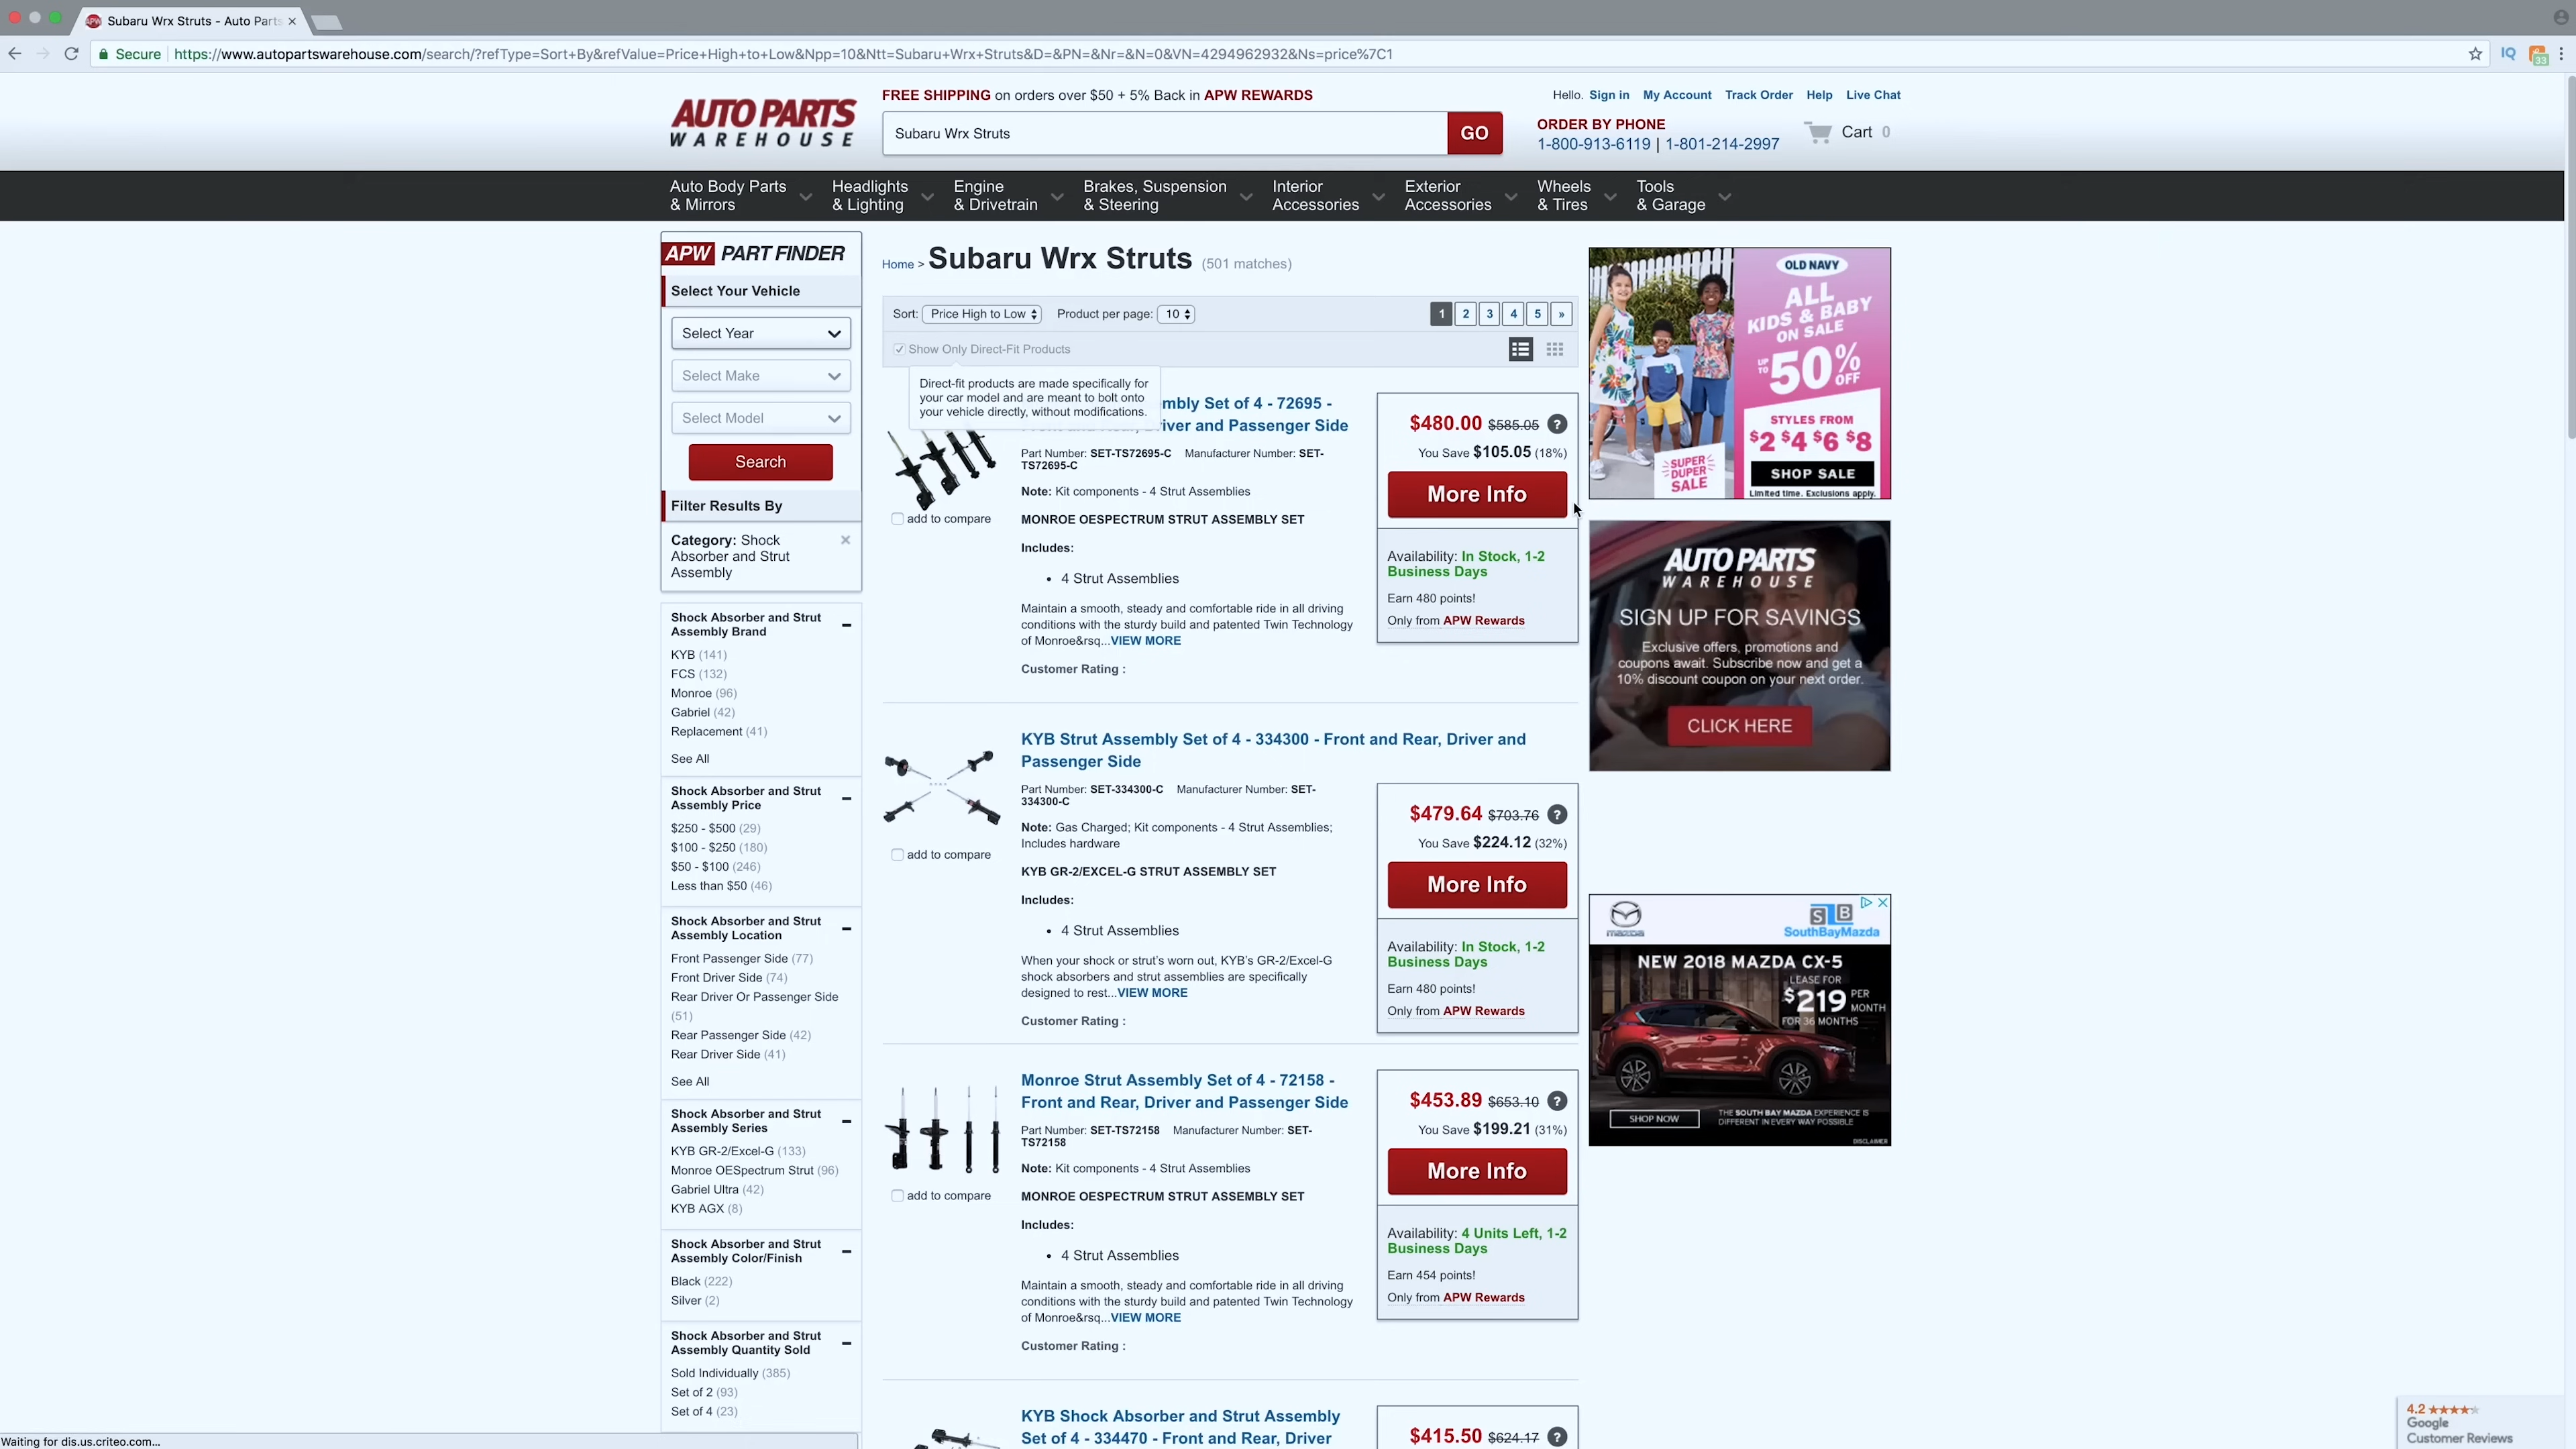 Subaru Wrx Struts - Auto Parts
Secure https://www.autopartswarehouse.com/search/?refType=Sort+By&refValue=Price+High+to+Low&Npp=10&Ntt=Subaru+Wrx+Struts&D=&PN=&Nr=&N=0&VN=4294962932&Ns=price%7C1
IQ
33
FREE SHIPPING on orders over $50 + 5% Back in APW REWARDS
Hello. Sign in My Account Track Order Help Live Chat
AUTO PARTS
WAREHOUSE
Subaru Wrx Struts
GO
ORDER BY PHONE
1-800-913-6119 | 1-801-214-2997
Cart 0
Auto Body Parts
& Mirrors
Headlights
& Lighting
Engine
& Drivetrain
Brakes, Suspension
& Steering
Interior
Accessories
Exterior
Accessories
Wheels
& Tires
Tools
& Garage
APW PART FINDER
Select Your Vehicle
Select Year
Select Make
Select Model
Search
Filter Results By
Category: Shock
Absorber and Strut
Assembly
Shock Absorber and Strut
Assembly Brand
KYB (141)
FCS (132)
Monroe (96)
Gabriel (42)
Replacement (41)
See All
Shock Absorber and Strut
Assembly Price
$250 - $500 (29)
$100 - $250 (180)
$50 - $100 (246)
Less than $50 (46)
Shock Absorber and Strut
Assembly Location
Front Passenger Side (77)
Front Driver Side (74)
Rear Driver Or Passenger Side
(51)
Rear Passenger Side (42)
Rear Driver Side (41)
See All
Shock Absorber and Strut
Assembly Series
KYB GR-2/Excel-G (133)
Monroe OESpectrum Strut (96)
Gabriel Ultra (42)
KYB AGX (8)
Shock Absorber and Strut
Assembly Color/Finish
Black (222)
Silver (2)
Shock Absorber and Strut
Assembly Quantity Sold
Sold Individually (385)
Set of 2 (93)
Set of 4 (23)
Home > Subaru Wrx Struts (501 matches)
Sort: Price High to Low Product per page: 10
1 2 3 4 5 »
Show Only Direct-Fit Products
Direct-fit products are made specifically for
your car model and are meant to bolt onto
your vehicle directly, without modifications.
mbly Set of 4 - 72695 -
iver and Passenger Side
Part Number: SET-TS72695-C Manufacturer Number: SET-
TS72695-C
Note: Kit components - 4 Strut Assemblies
add to compare
MONROE OESPECTRUM STRUT ASSEMBLY SET
Includes:
• 4 Strut Assemblies
Maintain a smooth, steady and comfortable ride in all driving
conditions with the sturdy build and patented Twin Technology
of Monroe&rsq...VIEW MORE
Customer Rating :
$480.00 $585.05 ?
You Save $105.05 (18%)
More Info
Availability: In Stock, 1-2
Business Days
Earn 480 points!
Only from APW Rewards
KYB Strut Assembly Set of 4 - 334300 - Front and Rear, Driver and
Passenger Side
Part Number: SET-334300-C Manufacturer Number: SET-
334300-C
Note: Gas Charged; Kit components - 4 Strut Assemblies;
Includes hardware
add to compare
KYB GR-2/EXCEL-G STRUT ASSEMBLY SET
Includes:
• 4 Strut Assemblies
When your shock or strut's worn out, KYB's GR-2/Excel-G
shock absorbers and strut assemblies are specifically
designed to rest...VIEW MORE
Customer Rating :
$479.64 $703.76 ?
You Save $224.12 (32%)
More Info
Availability: In Stock, 1-2
Business Days
Earn 480 points!
Only from APW Rewards
Monroe Strut Assembly Set of 4 - 72158 -
Front and Rear, Driver and Passenger Side
Part Number: SET-TS72158 Manufacturer Number: SET-
TS72158
Note: Kit components - 4 Strut Assemblies
add to compare
MONROE OESPECTRUM STRUT ASSEMBLY SET
Includes:
• 4 Strut Assemblies
Maintain a smooth, steady and comfortable ride in all driving
conditions with the sturdy build and patented Twin Technology
of Monroe&rsq...VIEW MORE
Customer Rating :
$453.89 $653.10 ?
You Save $199.21 (31%)
More Info
Availability: 4 Units Left, 1-2
Business Days
Earn 454 points!
Only from APW Rewards
KYB Shock Absorber and Strut Assembly
Set of 4 - 334470 - Front and Rear, Driver
$415.50 $624.17 ?
OLD NAVY
ALL
KIDS & BABY
ON SALE
UP TO 50% OFF
STYLES FROM
$2 $4 $6 $8
SUPER
DUPER
SALE
SHOP SALE
Limited time. Exclusions apply.
AUTO PARTS
WAREHOUSE
SIGN UP FOR SAVINGS
Exclusive offers, promotions and
coupons await. Subscribe now and get a
10% discount coupon on your next order.
CLICK HERE
mazda
SB
SouthBayMazda
NEW 2018 MAZDA CX-5
LEASE FOR
$219 PER
MONTH
FOR 36 MONTHS
SHOP NOW
THE SOUTH BAY MAZDA EXPERIENCE IS
DIFFERENT IN EVERY WAY POSSIBLE
DISCLAIMER
4.2
Google
Customer Reviews
Waiting for dis.us.criteo.com...